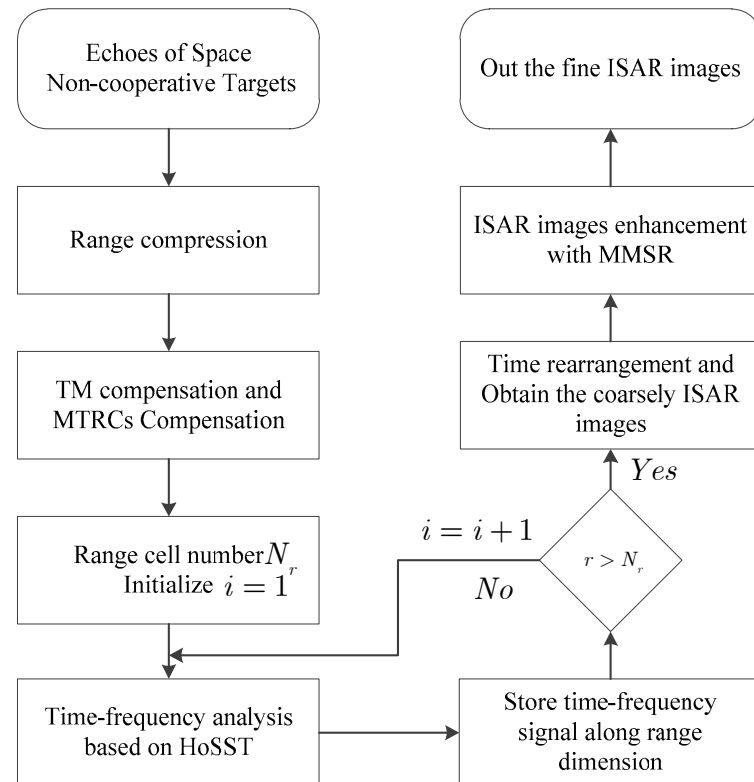 Echoes of Space
Non-cooperative Targets
Range compression
TM compensation and
MTRCs Compensation
Range cell number N_r
Initialize i = 1
Time-frequency analysis
based on HoSST
Store time-frequency
signal along range
dimension
r > N_r
i = i + 1
No
Yes
Time rearrangement and
Obtain the coarsely ISAR
images
ISAR images enhancement
with MMSR
Out the fine ISAR images